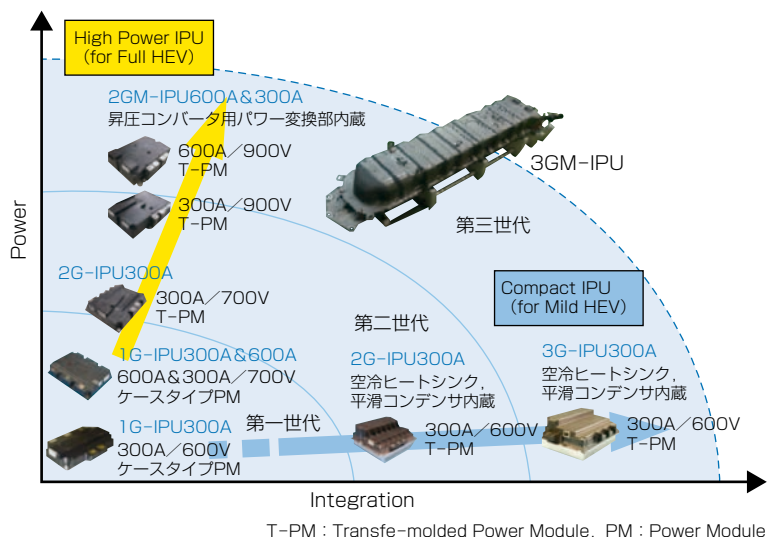 High Power IPU
(for Full HEV)
2GM-IPU600A&300A
昇圧コンバータ用パワー変換部内蔵
600A/900V
T-PM
300A/900V
T-PM
3GM-IPU
第三世代
Power
2G-IPU300A
300A/700V
T-PM
Compact IPU
(for Mild HEV)
第二世代
1G-IPU300A&600A
600A&300A/700V
ケースタイプPM
2G-IPU300A
空冷ヒートシンク,
平滑コンデンサ内蔵
3G-IPU300A
空冷ヒートシンク,
平滑コンデンサ内蔵
第一世代
1G-IPU300A
300A/600V
ケースタイプPM
300A/600V
T-PM
300A/600V
T-PM
Integration
T-PM:Transfe-molded Power Module, PM:Power Module